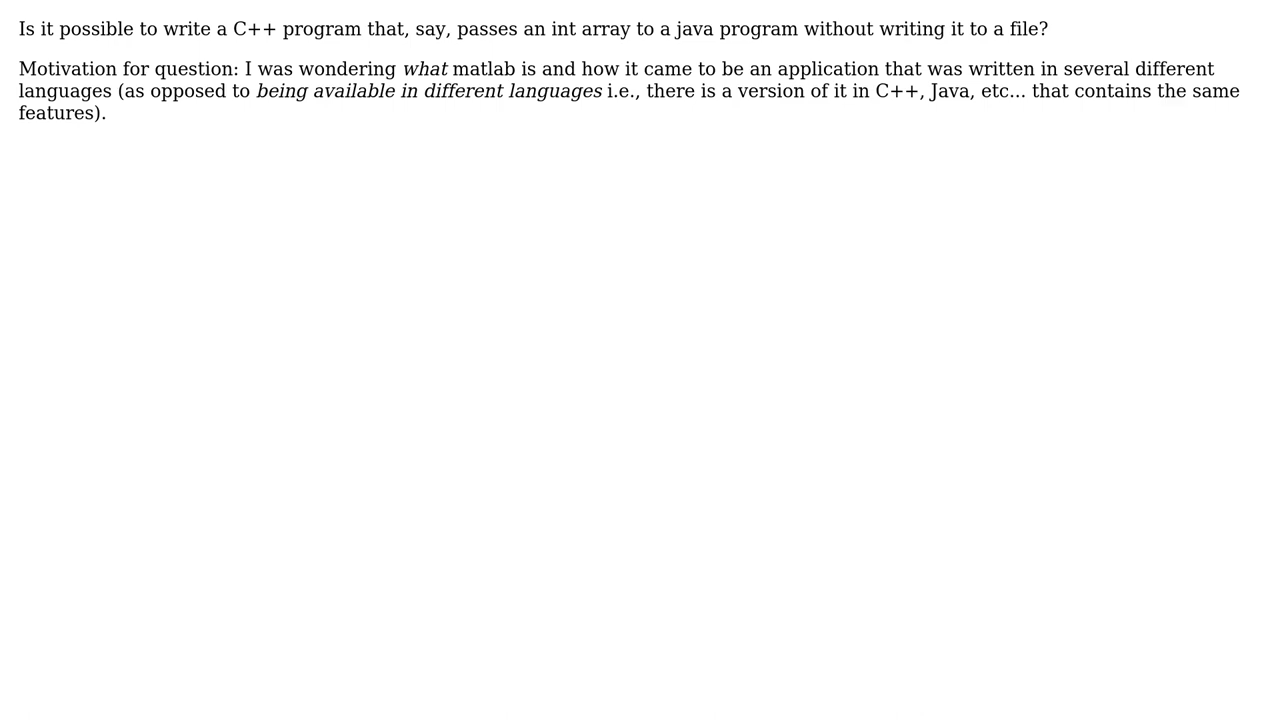 Is it possible to write a C++ program that, say, passes an int array to a java program without writing it to a file?
Motivation for question: I was wondering what matlab is and how it came to be an application that was written in several different
languages (as opposed to being available in different languages i.e., there is a version of it in C++, Java, etc... that contains the same
features).